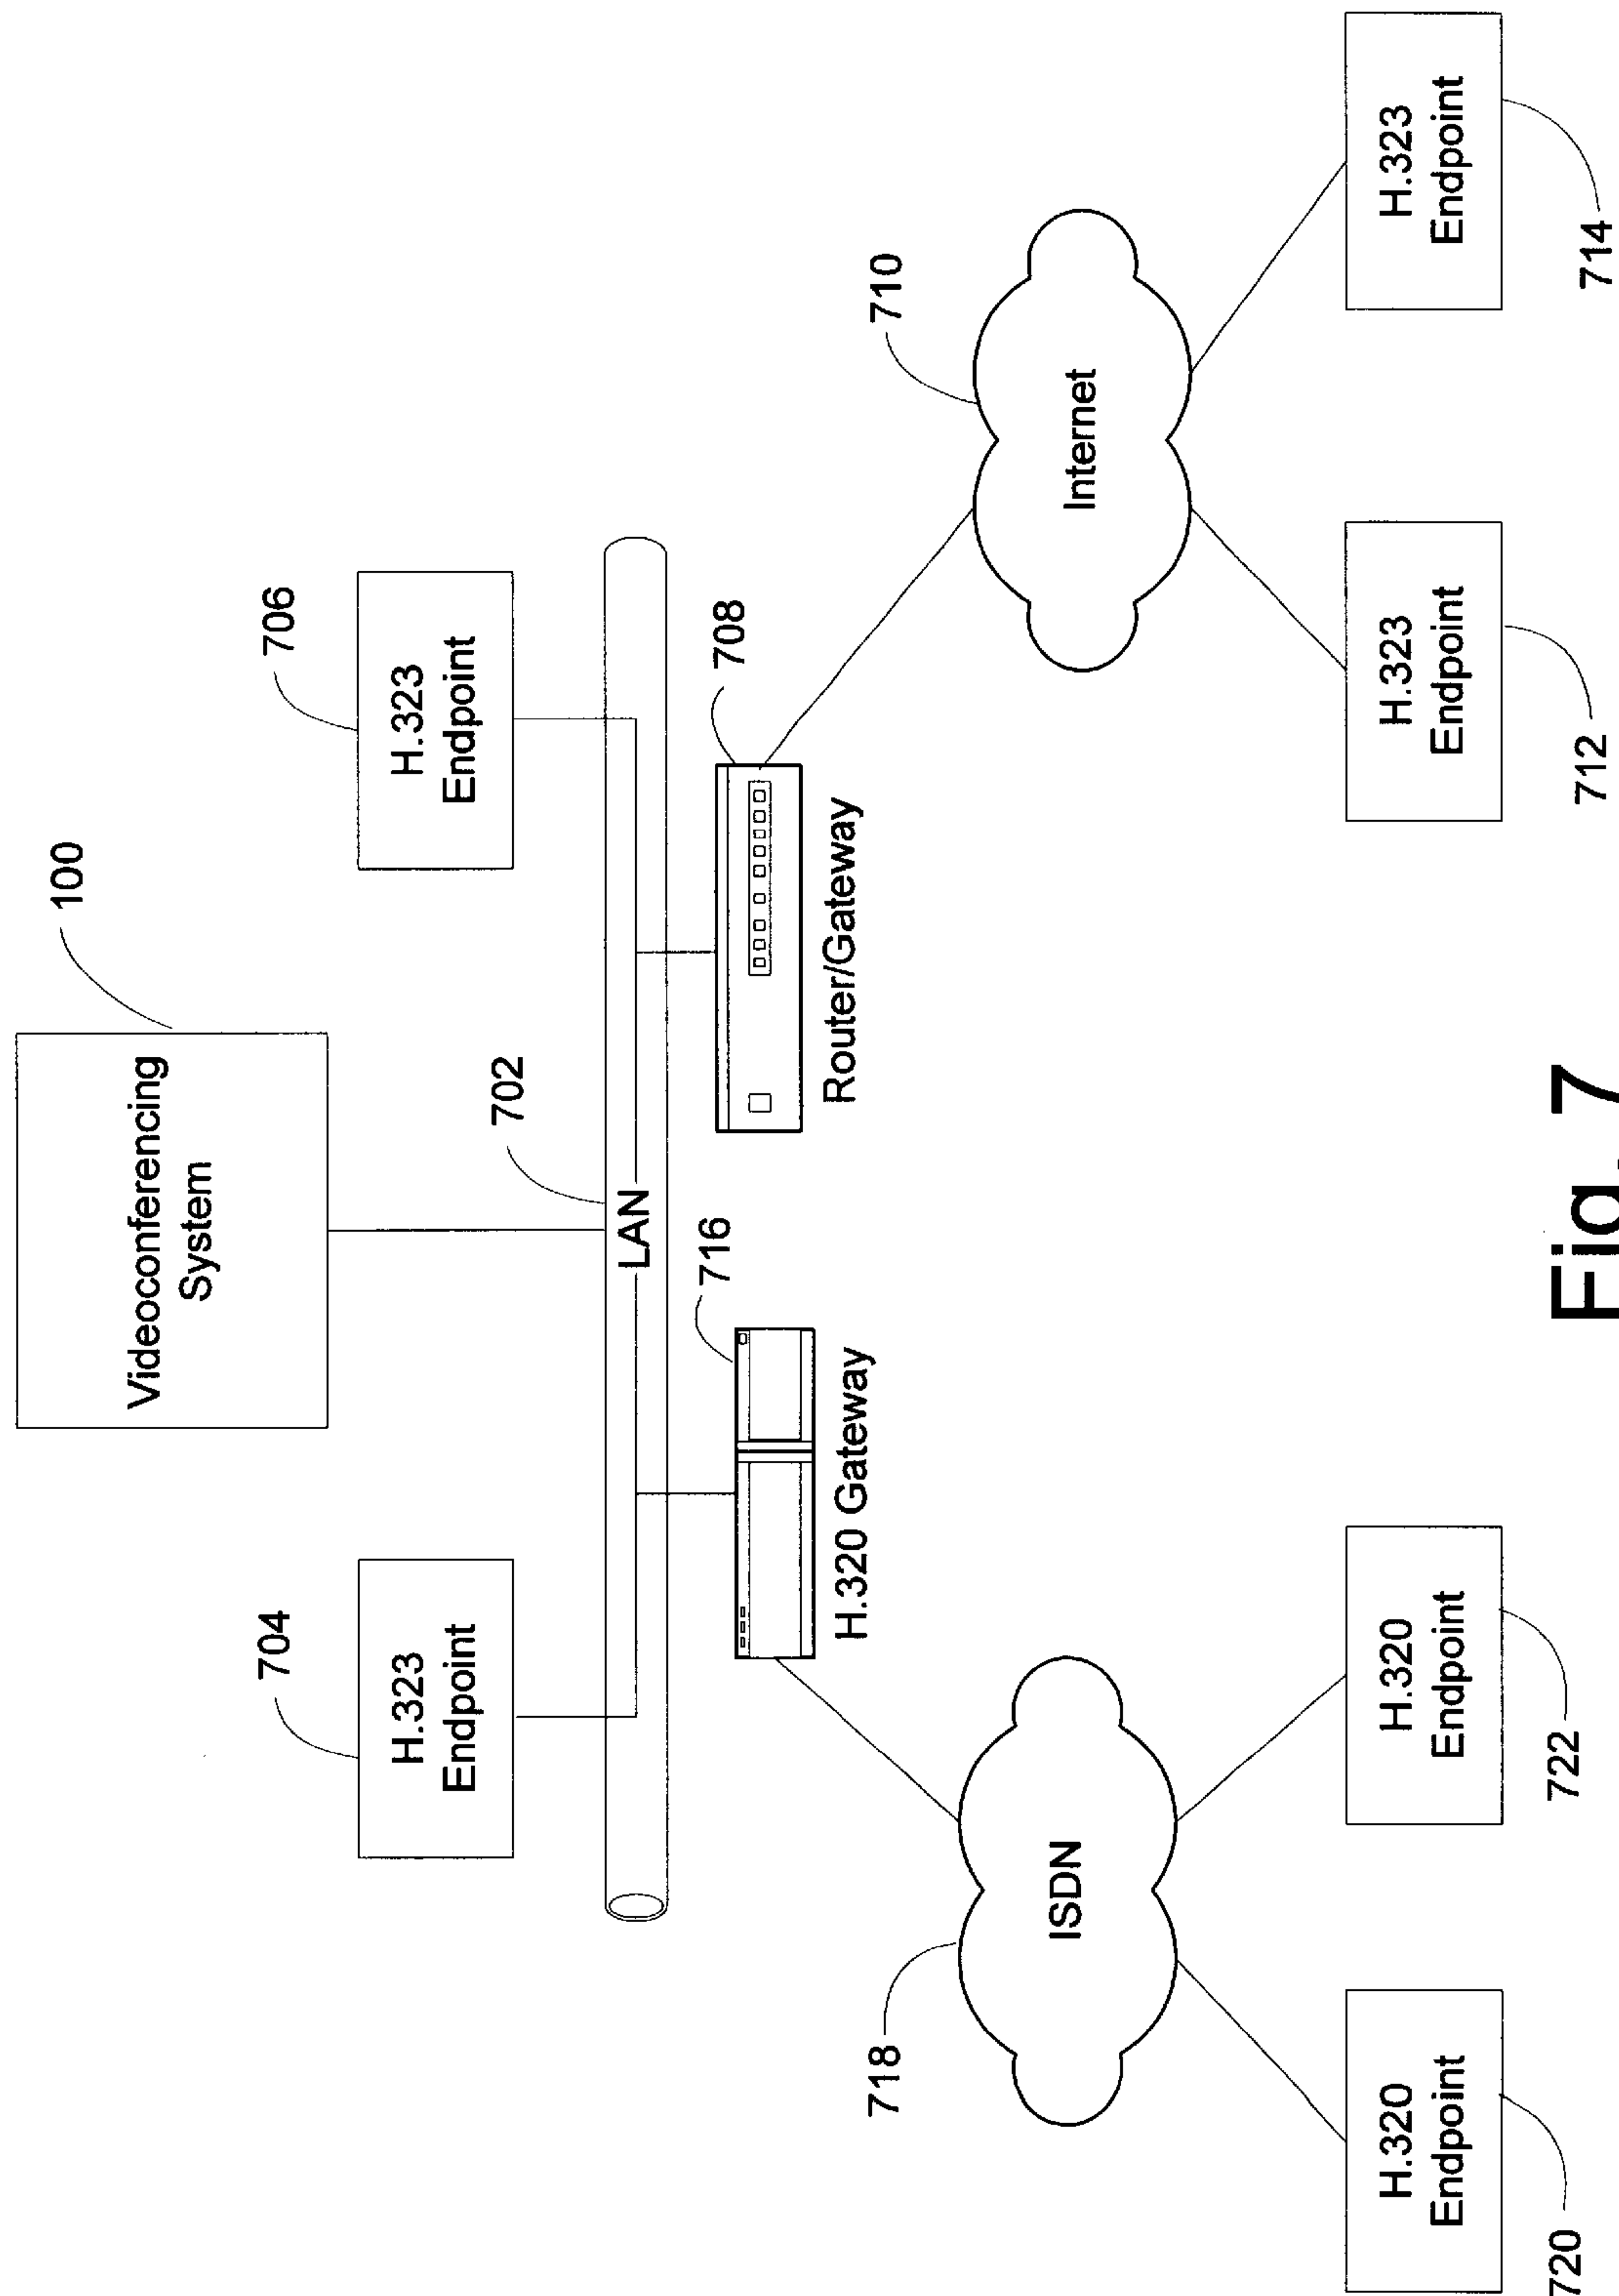 Videoconferencing
System
100
704
H.323
Endpoint
706
H.323
Endpoint
702
LAN
716
H.320 Gateway
708
Router/Gateway
718
ISDN
710
Internet
H.320
Endpoint
720
H.320
Endpoint
722
H.323
Endpoint
712
H.323
Endpoint
714
Fig. 7